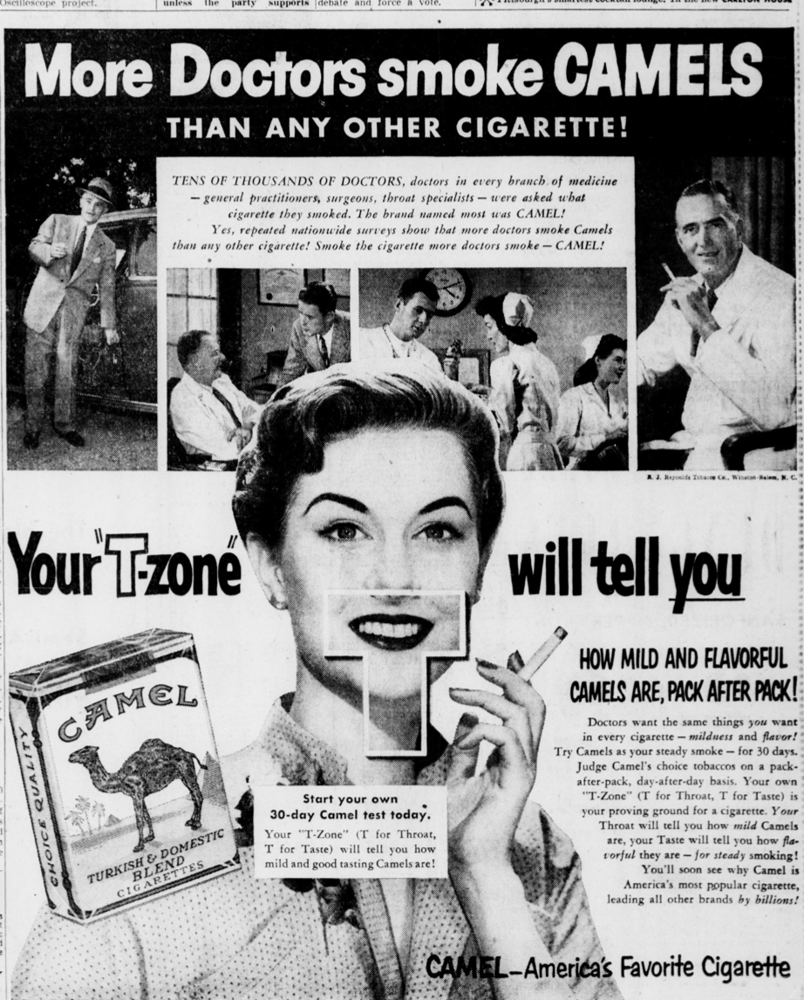 Oscilloscope project.
unless the party supports
debate and force a vote.
Pittsburgh's smartest cocktail lounge. In the new CARLTON HOUSE
More Doctors smoke CAMELS
THAN ANY OTHER CIGARETTE!
TENS OF THOUSANDS OF DOCTORS, doctors in every branch of medicine
— general practitioners, surgeons, throat specialists — were asked what
cigarette they smoked. The brand named most was CAMEL!
Yes, repeated nationwide surveys show that more doctors smoke Camels
than any other cigarette! Smoke the cigarette more doctors smoke — CAMEL!
R. J. Reynolds Tobacco Co., Winston-Salem, N. C.
Your "T-zone" will tell you
HOW MILD AND FLAVORFUL
CAMELS ARE, PACK AFTER PACK!
Doctors want the same things you want
in every cigarette — mildness and flavor!
Try Camels as your steady smoke — for 30 days.
Judge Camel's choice tobaccos on a pack-
after-pack, day-after-day basis. Your own
"T-Zone" (T for Throat, T for Taste) is
your proving ground for a cigarette. Your
Throat will tell you how mild Camels
are, your Taste will tell you how fla-
vorful they are — for steady smoking!
You'll soon see why Camel is
America's most popular cigarette,
leading all other brands by billions!
CAMEL
CHOICE QUALITY
TURKISH & DOMESTIC
BLEND
CIGARETTES
T
Start your own
30-day Camel test today.
Your "T-Zone" (T for Throat,
T for Taste) will tell you how
mild and good tasting Camels are!
CAMEL—America's Favorite Cigarette